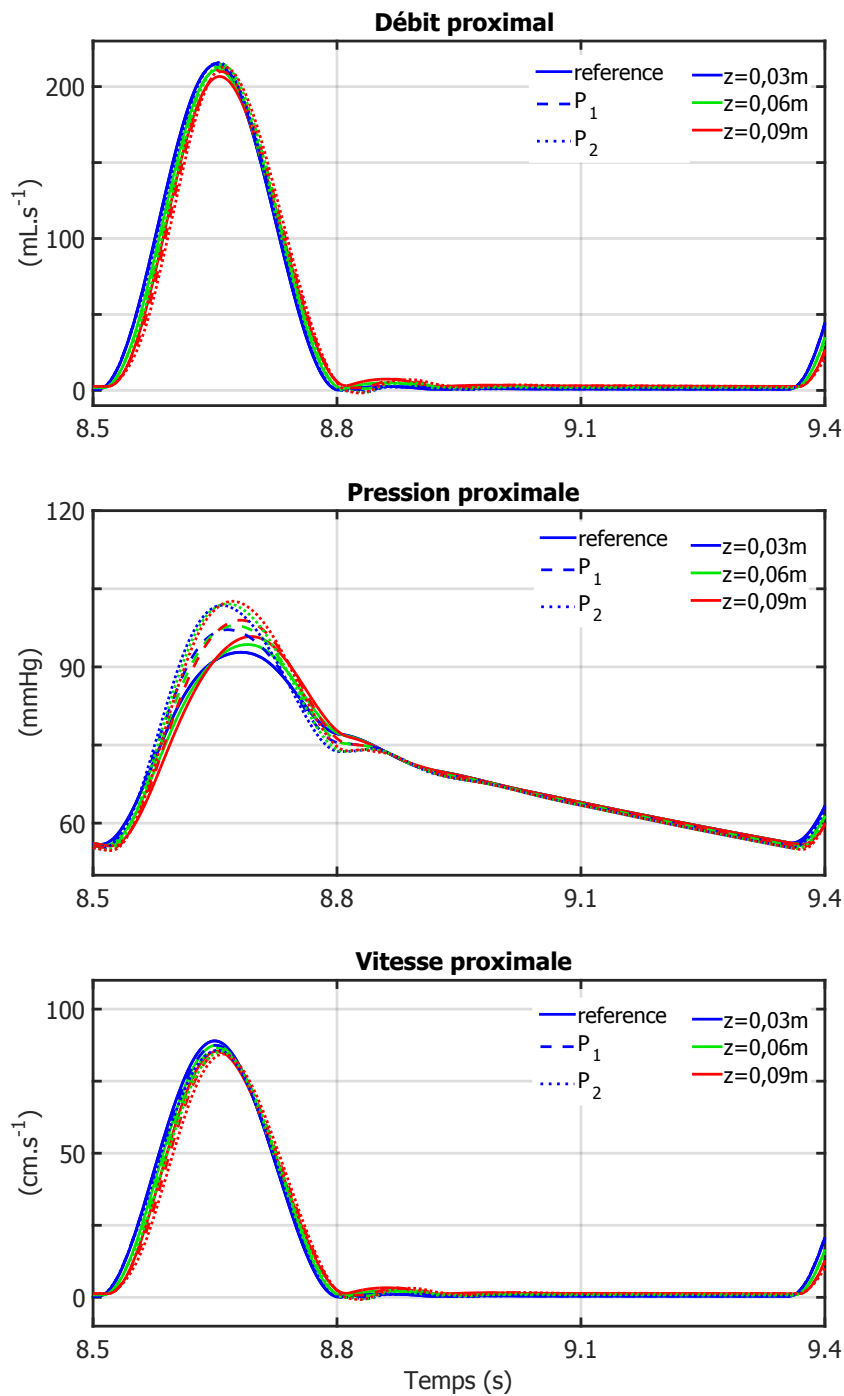 Débit proximal
200
100
0
(mL.s⁻¹)
reference
P₁
P₂
z=0,03m
z=0,06m
z=0,09m
8.5 8.8 9.1 9.4
Pression proximale
120
90
60
(mmHg)
reference
P₁
P₂
z=0,03m
z=0,06m
z=0,09m
8.5 8.8 9.1 9.4
Vitesse proximale
100
50
0
(cm.s⁻¹)
reference
P₁
P₂
z=0,03m
z=0,06m
z=0,09m
8.5 8.8 9.1 9.4
Temps (s)